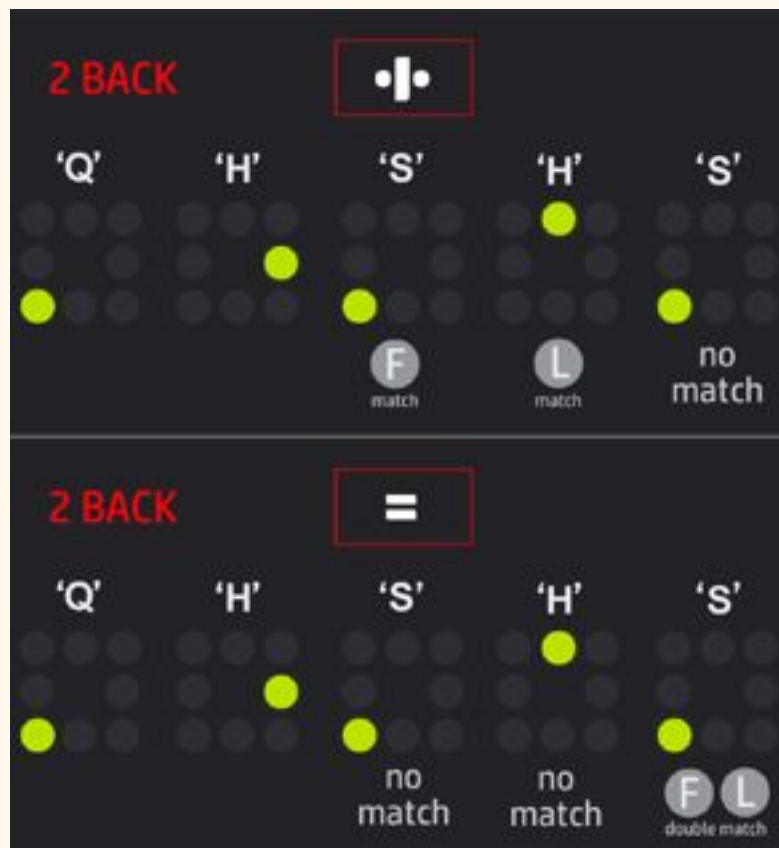 2 BACK
‘Q’ ‘H’ ‘S’ ‘H’ ‘S’
F L no
match match match
2 BACK =
‘Q’ ‘H’ ‘S’ ‘H’ ‘S’
no no F L
match match double match